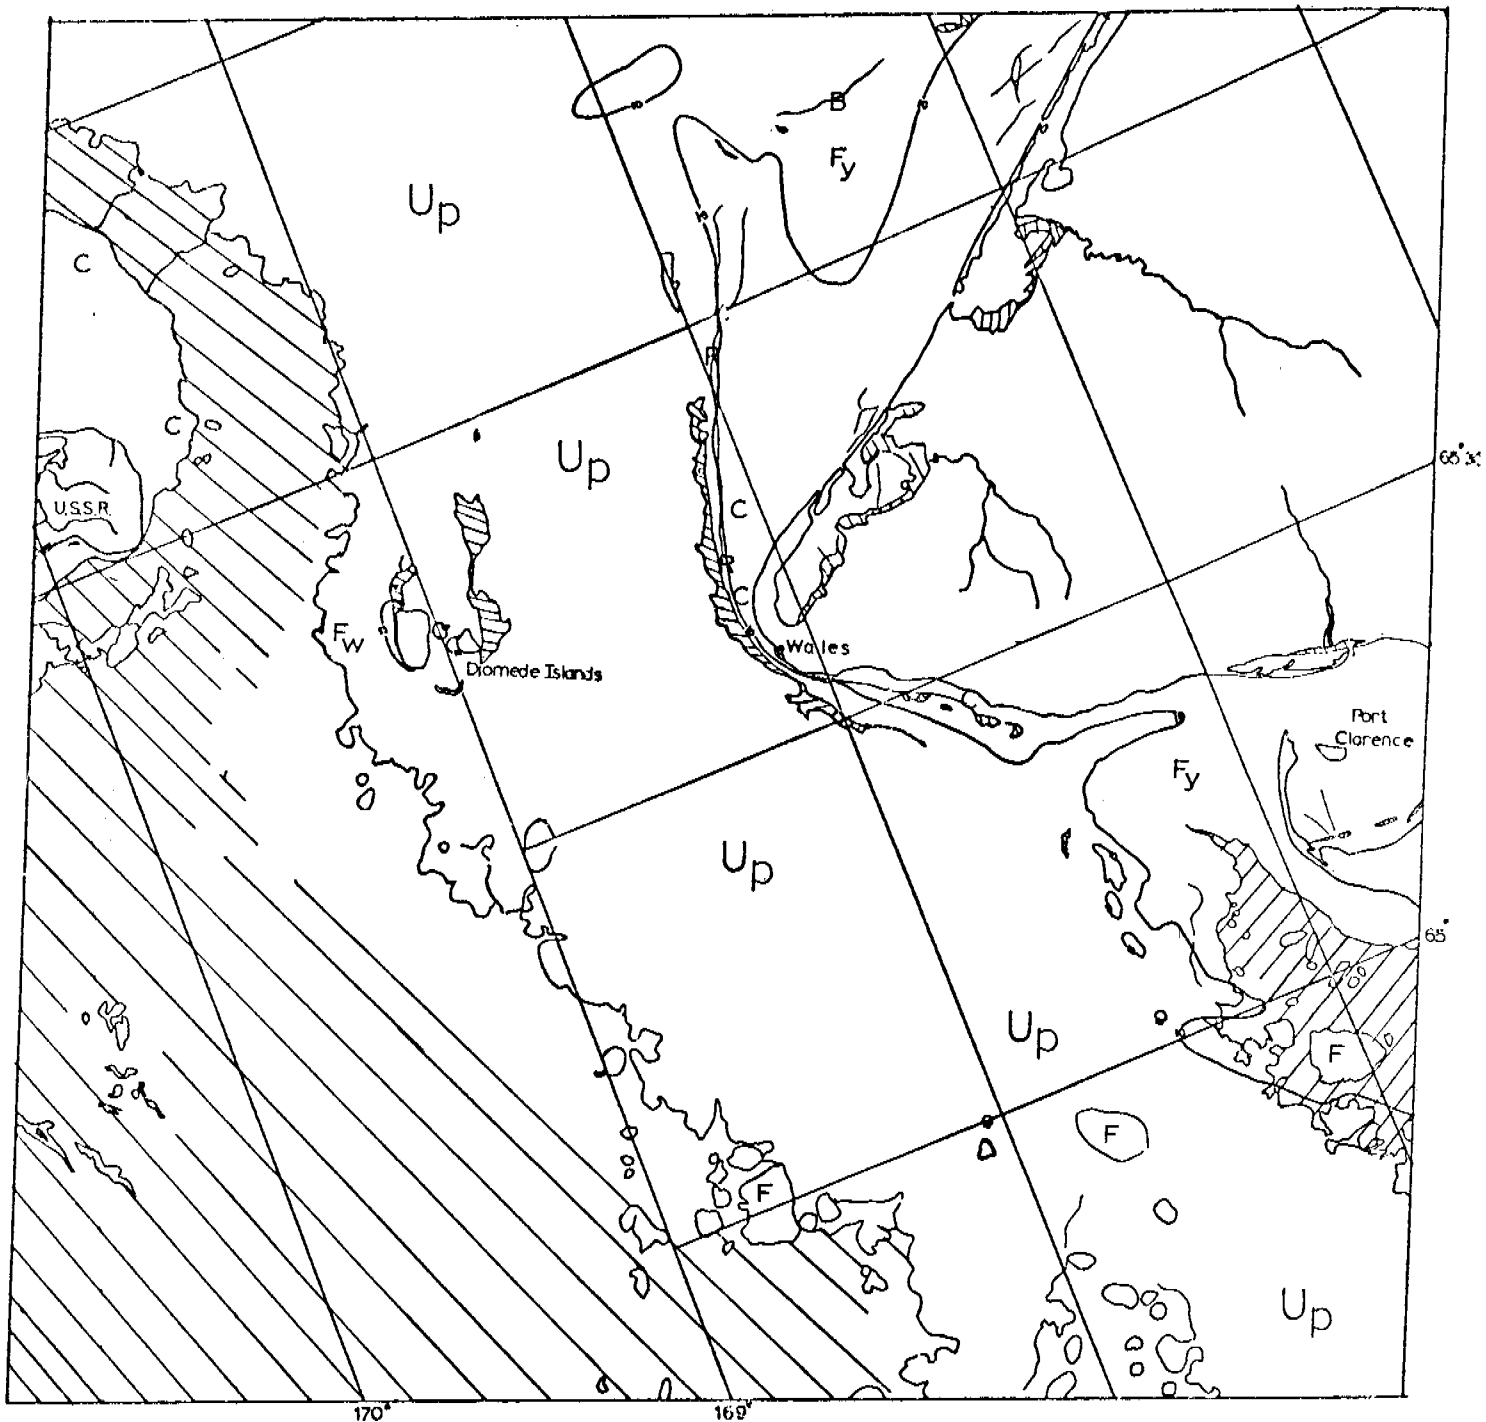 B
Fy
Up
C
Up
C
65°30
U.S.S.R.
C
C
Fw
Wales
Diomede Islands
Port
Clarence
Fy
Up
65°
Up
F
F
F
Up
170°
169°